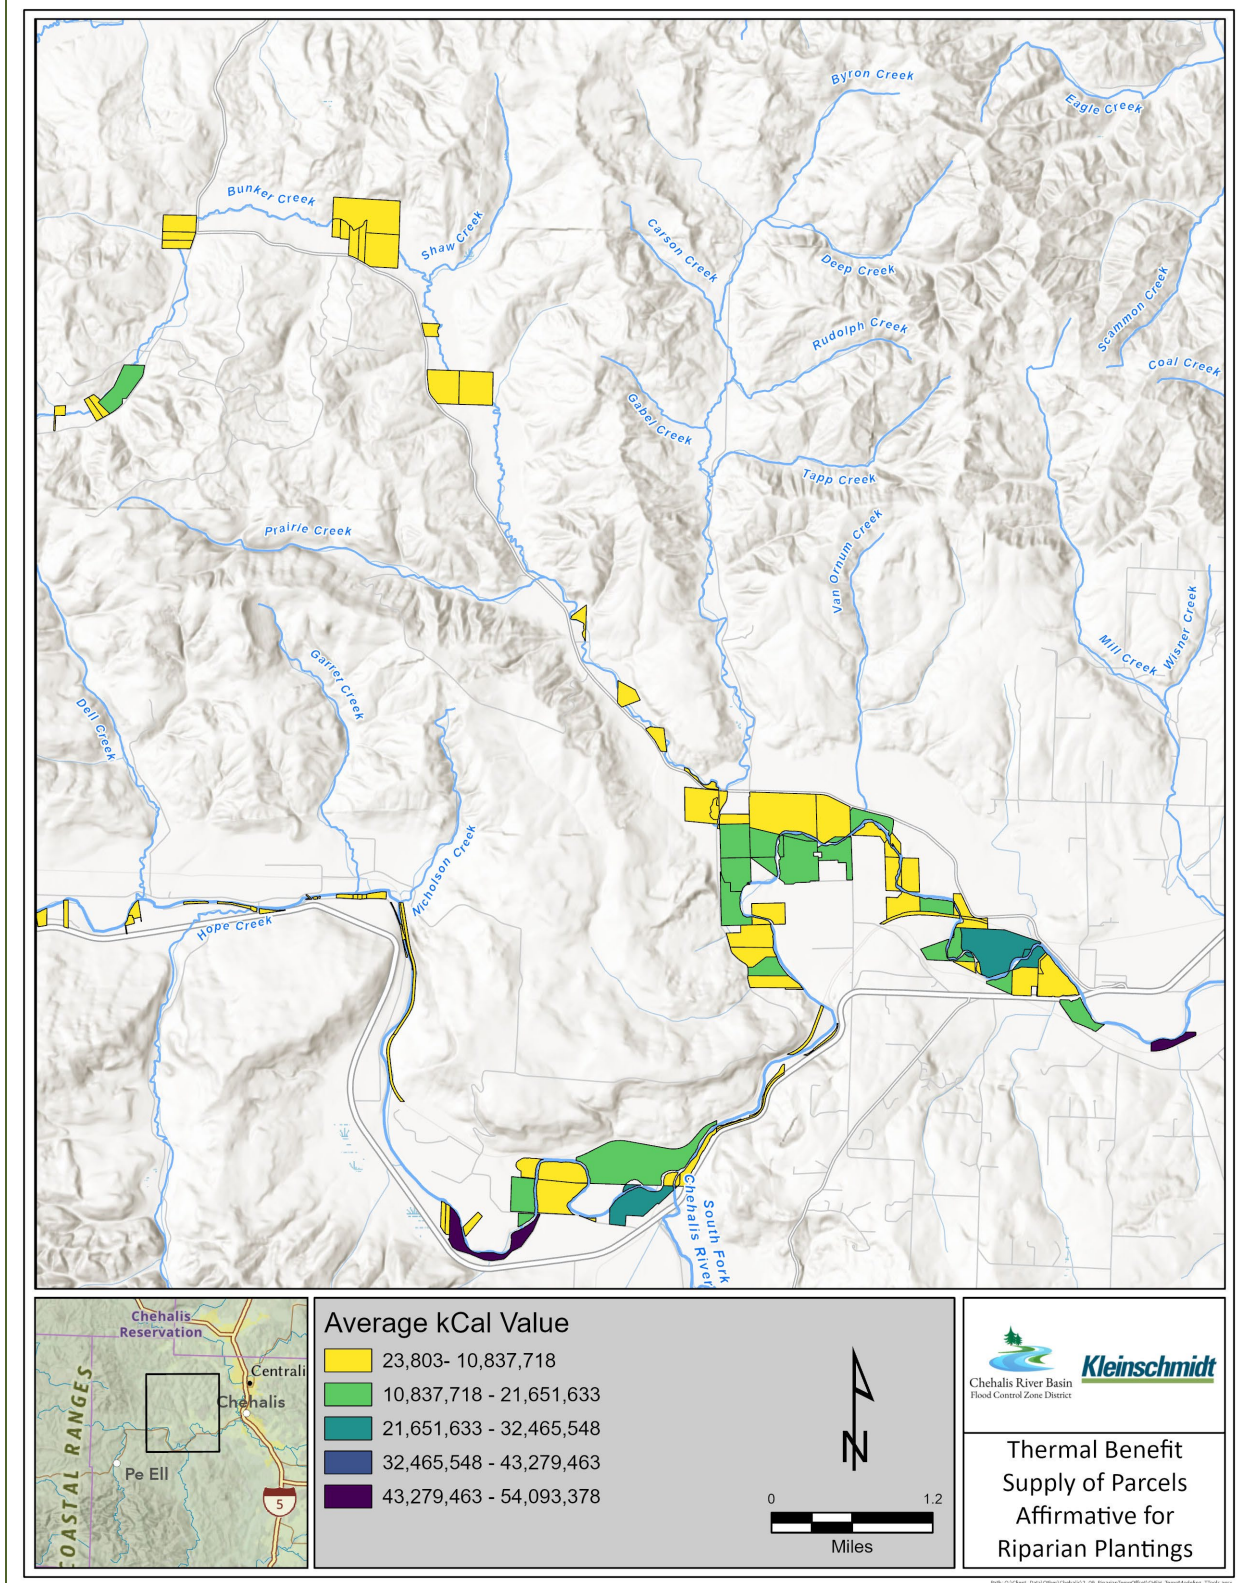 Byron Creek
Eagle Creek
Bunker Creek
Shaw Creek
Carson Creek
Deep Creek
Scammon Creek
Rudolph Creek
Coal Creek
Gabel Creek
Tapp Creek
Prairie Creek
Van Ornum Creek
Mill Creek
Wisner Creek
Garret Creek
Dell Creek
Nicholson Creek
Hope Creek
South Fork
Chehalis River
Chehalis
Reservation
Centrali
Chehalis
COASTAL RANGES
Pe Ell
5
Average kCal Value
23,803- 10,837,718
10,837,718 - 21,651,633
21,651,633 - 32,465,548
32,465,548 - 43,279,463
43,279,463 - 54,093,378
N
0 1.2
Miles
Chehalis River Basin
Flood Control Zone District
Kleinschmidt
Thermal Benefit
Supply of Parcels
Affirmative for
Riparian Plantings